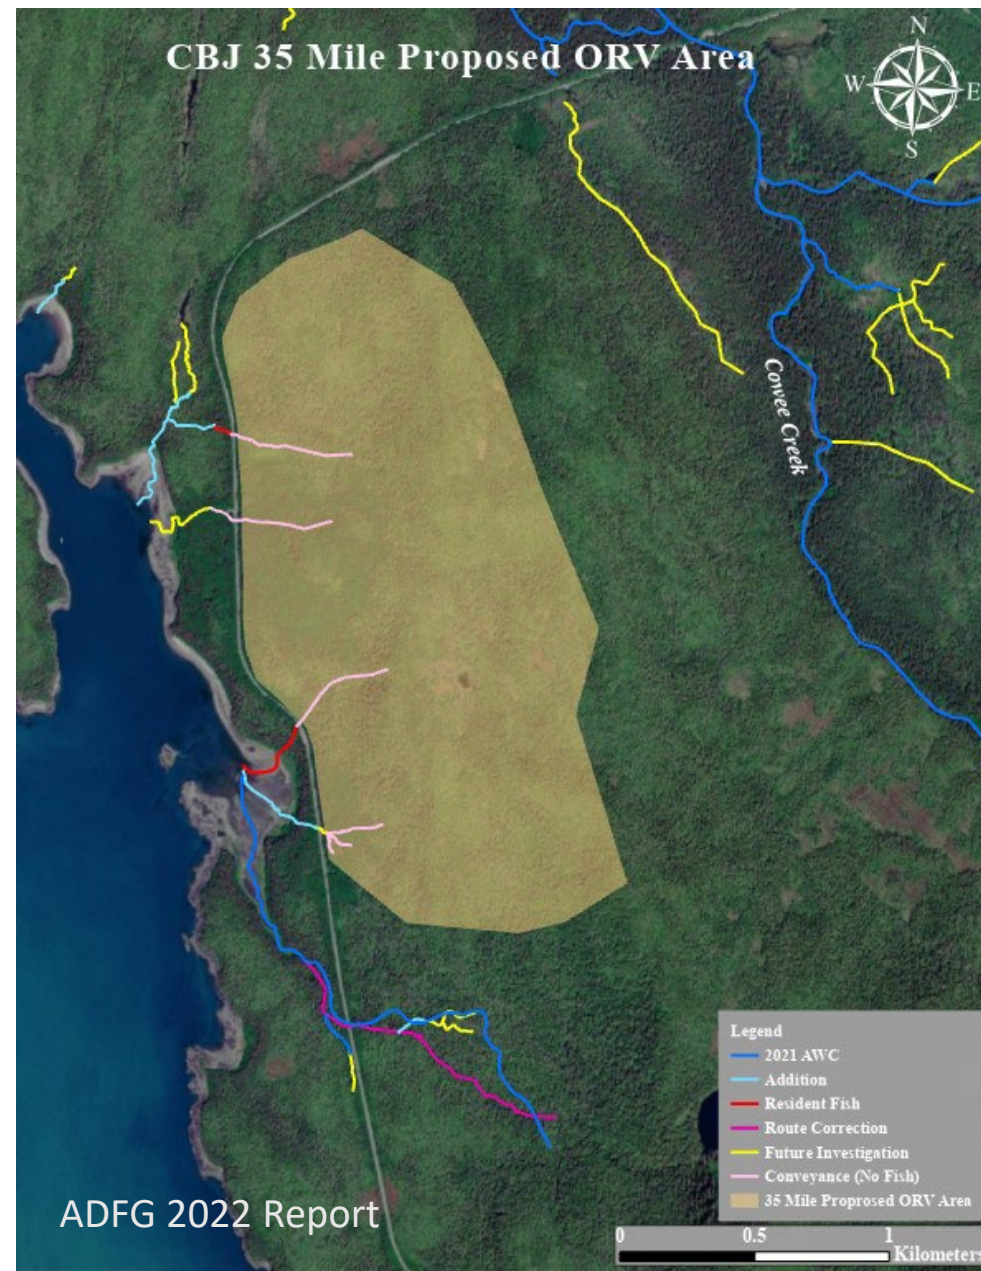 CBJ 35 Mile Proposed ORV Area
N
W
E
S
Cowee Creek
Legend
2021 AWC
Addition
Resident Fish
Route Correction
Future Investigation
Conveyance (No Fish)
35 Mile Proprosed ORV Area
ADFG 2022 Report
0 0.5 1
Kilometers